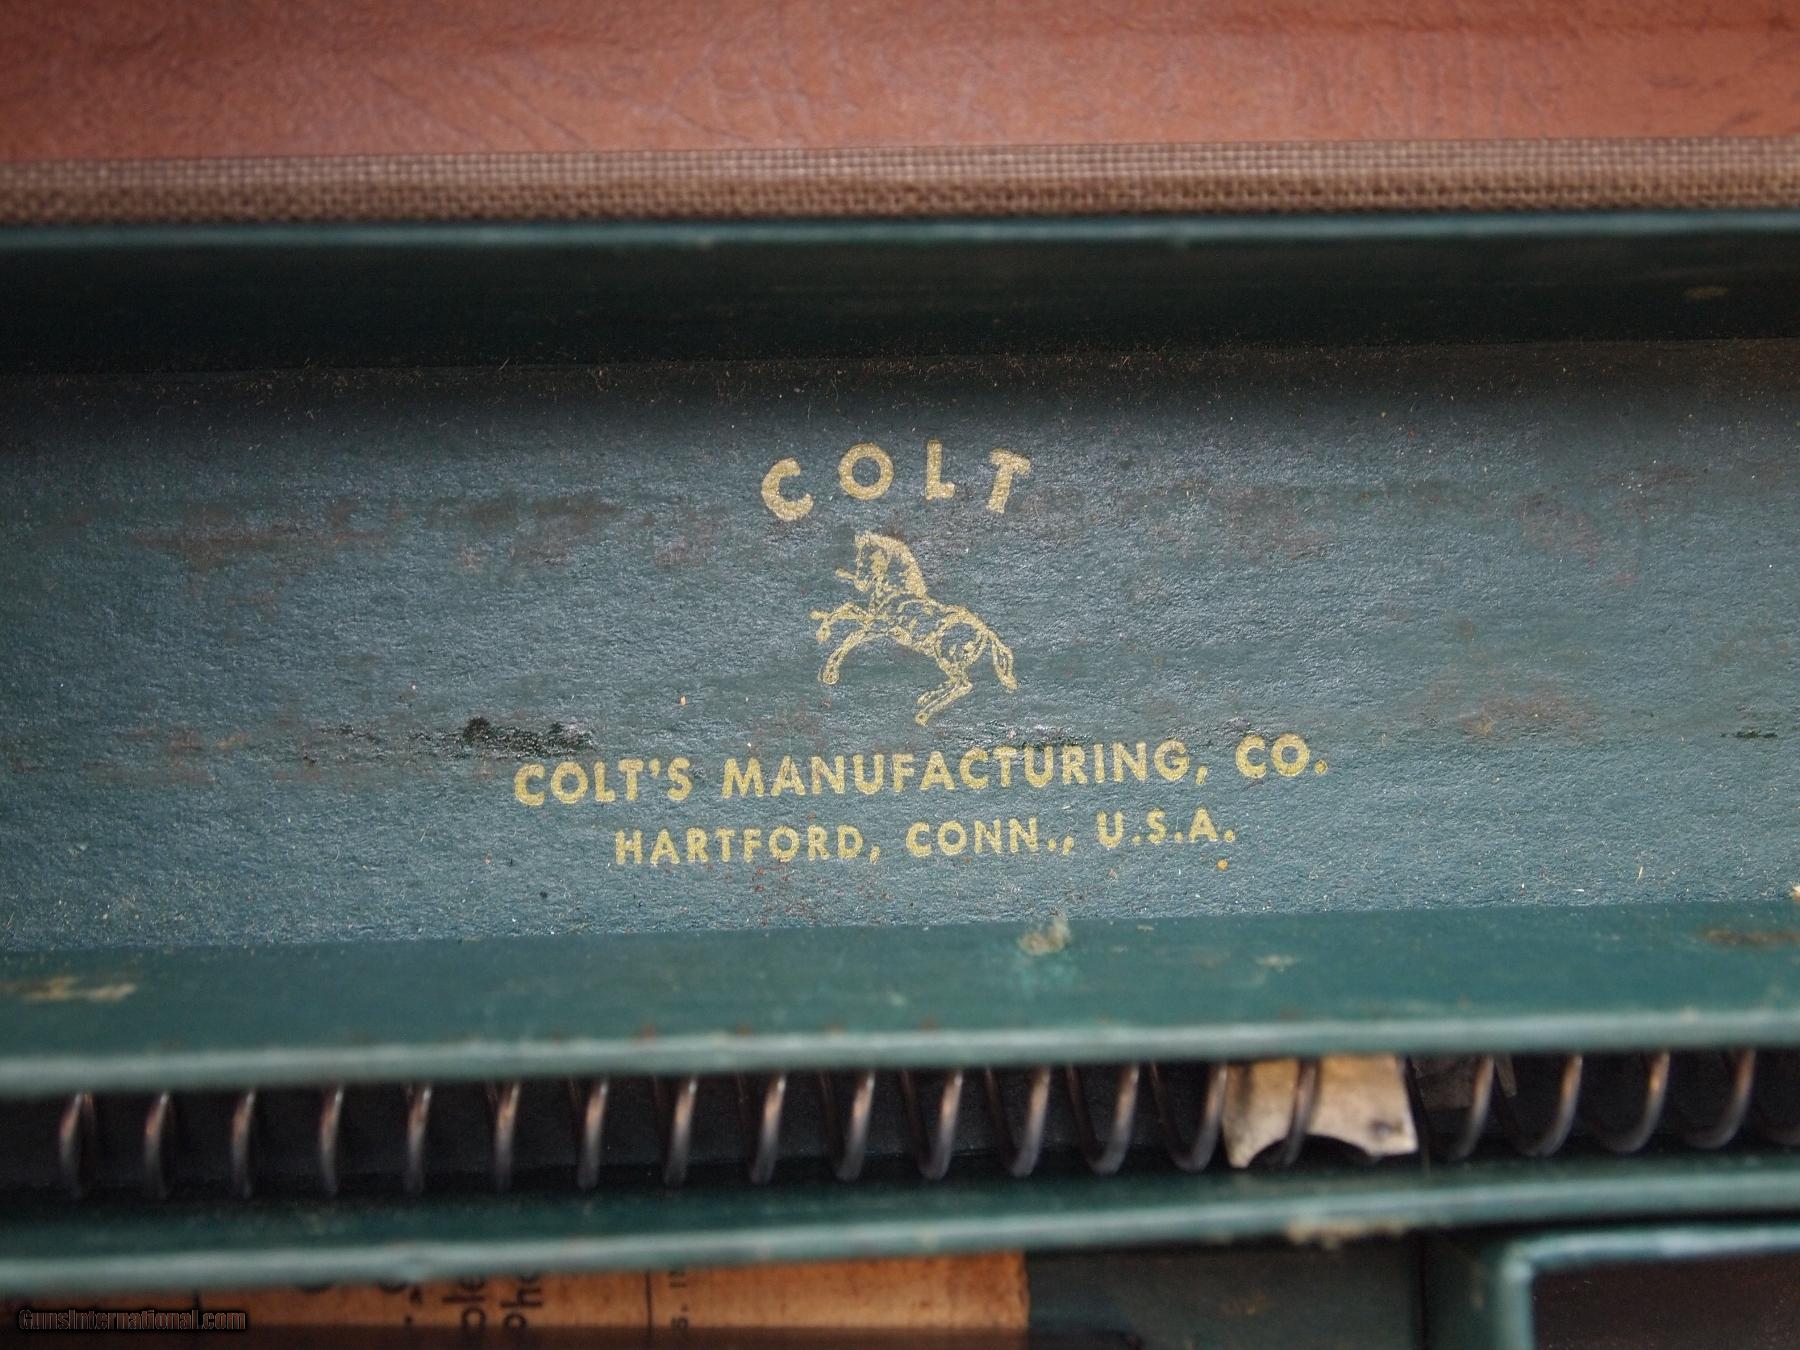 COLT
COLT'S MANUFACTURING, CO.
HARTFORD, CONN., U.S.A.
GunsInternational.com